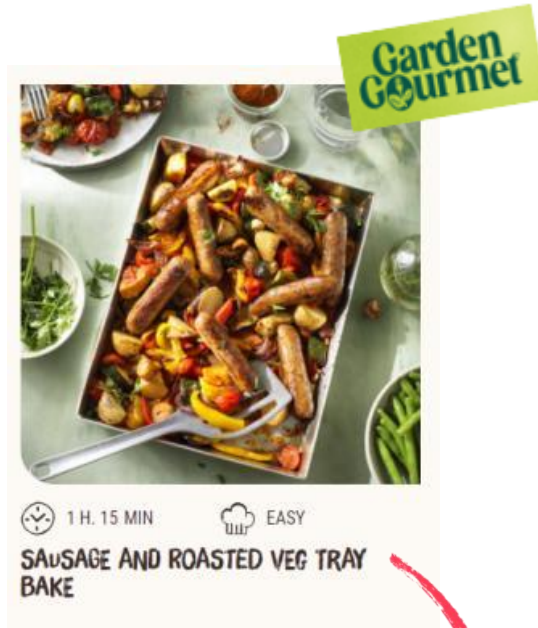 Garden
Gourmet
1 H. 15 MIN
EASY
SAUSAGE AND ROASTED VEG TRAY
BAKE